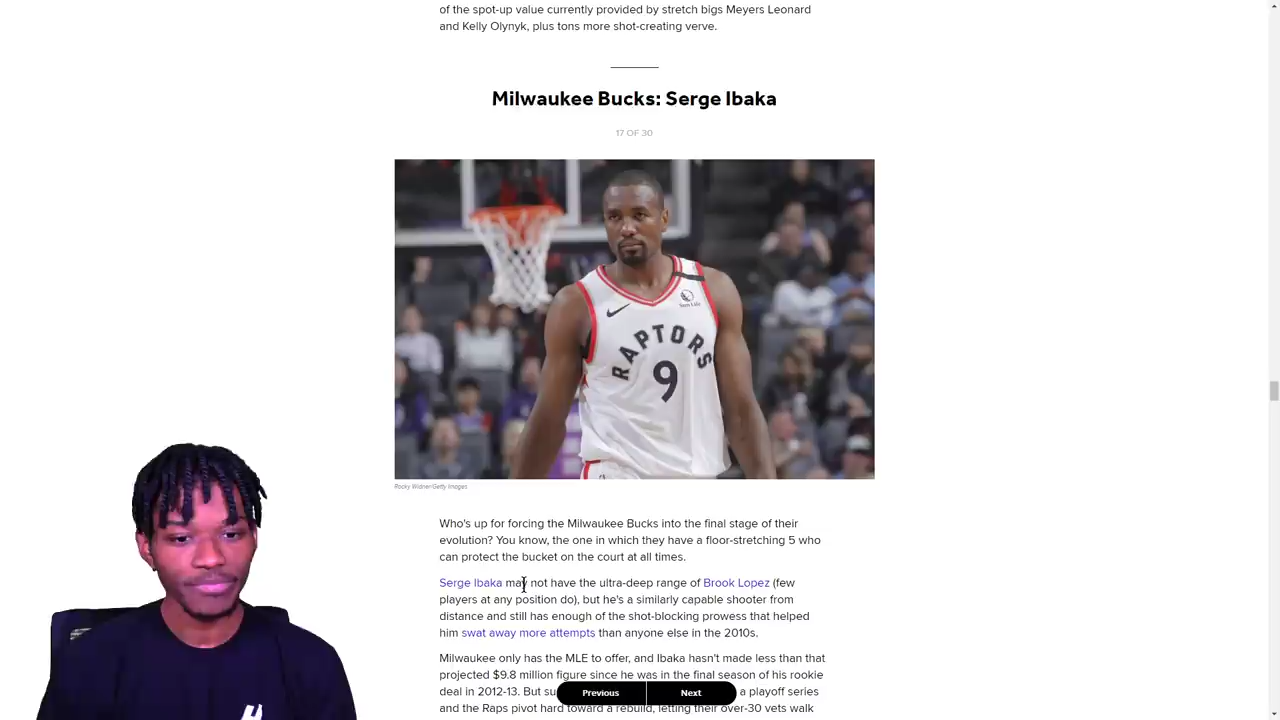 of the spot-up value currently provided by stretch bigs Meyers Leonard
and Kelly Olynyk, plus tons more shot-creating verve.
Milwaukee Bucks: Serge Ibaka
17 OF 30
RAPTORS
9
Rocky Widner/Getty Images
Who's up for forcing the Milwaukee Bucks into the final stage of their
evolution? You know, the one in which they have a floor-stretching 5 who
can protect the bucket on the court at all times.
Serge Ibaka may not have the ultra-deep range of Brook Lopez (few
players at any position do), but he's a similarly capable shooter from
distance and still has enough of the shot-blocking prowess that helped
him swat away more attempts than anyone else in the 2010s.
Milwaukee only has the MLE to offer, and Ibaka hasn't made less than that
projected $9.8 million figure since he was in the final season of his rookie
deal in 2012-13. But su
a playoff series
Previous
Next
and the Raps pivot hard toward a rebuild, letting their over-30 vets walk